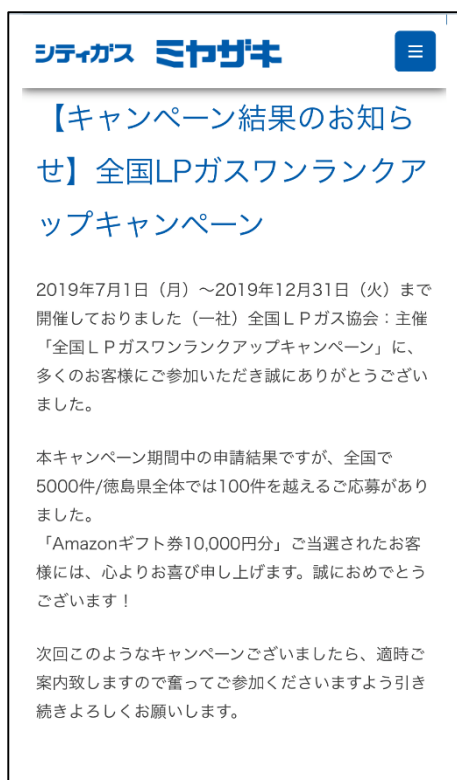 シティガス ミヤザキ
【キャンペーン結果のお知ら
せ】全国LPガスワンランクア
ップキャンペーン
2019年7月1日（月）〜2019年12月31日（火）まで
開催しておりました（一社）全国ＬＰガス協会：主催
「全国ＬＰガスワンランクアップキャンペーン」に、
多くのお客様にご参加いただき誠にありがとうござい
ました。
本キャンペーン期間中の申請結果ですが、全国で
5000件/徳島県全体では100件を越えるご応募があり
ました。
「Amazonギフト券10,000円分」ご当選されたお客
様には、心よりお喜び申し上げます。誠におめでとう
ございます！
次回このようなキャンペーンございましたら、適時ご
案内致しますので奮ってご参加くださいますよう引き
続きよろしくお願いします。